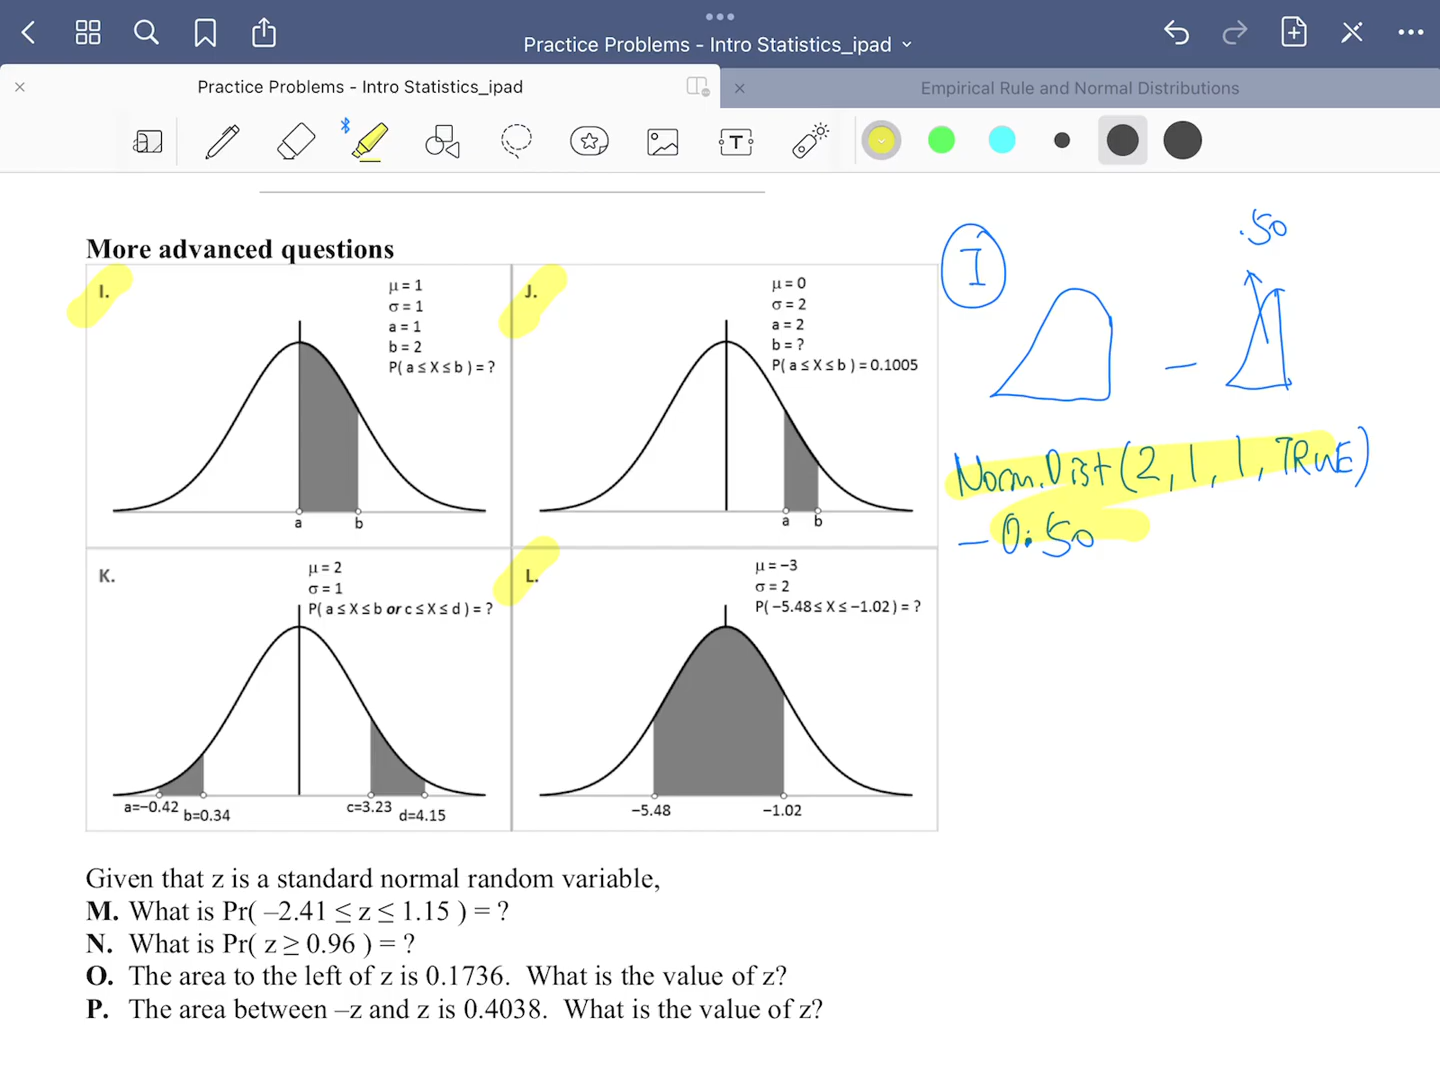 Practice Problems - Intro Statistics_ipad
Practice Problems - Intro Statistics_ipad
Empirical Rule and Normal Distributions
More advanced questions
I.
μ = 1
σ = 1
a = 1
b = 2
P( a ≤ X ≤ b ) = ?
a b
J.
μ = 0
σ = 2
a = 2
b = ?
P( a ≤ X ≤ b ) = 0.1005
a b
K.
μ = 2
σ = 1
P( a ≤ X ≤ b or c ≤ X ≤ d ) = ?
a=−0.42 b=0.34 c=3.23 d=4.15
L.
μ = −3
σ = 2
P( −5.48 ≤ X ≤ −1.02 ) = ?
−5.48 −1.02
I
.50
−
Norm.Dist(2, 1, 1, TRUE)
− 0.50
Given that z is a standard normal random variable,
M. What is Pr( –2.41 ≤ z ≤ 1.15 ) = ?
N. What is Pr( z ≥ 0.96 ) = ?
O. The area to the left of z is 0.1736. What is the value of z?
P. The area between –z and z is 0.4038. What is the value of z?